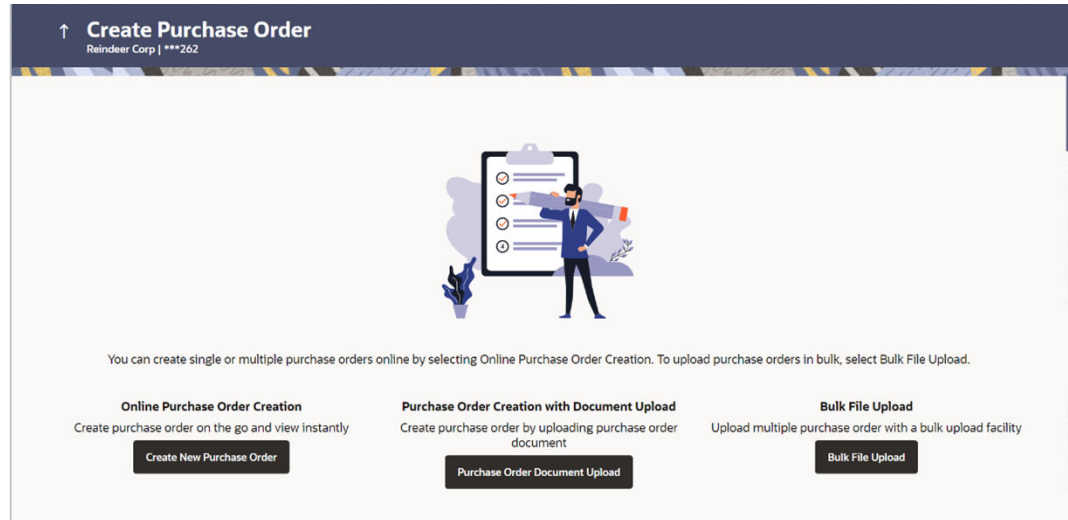 ↑ Create Purchase Order
Reindeer Corp | ***262
4
You can create single or multiple purchase orders online by selecting Online Purchase Order Creation. To upload purchase orders in bulk, select Bulk File Upload.
Online Purchase Order Creation
Create purchase order on the go and view instantly
Create New Purchase Order
Purchase Order Creation with Document Upload
Create purchase order by uploading purchase order
document
Purchase Order Document Upload
Bulk File Upload
Upload multiple purchase order with a bulk upload facility
Bulk File Upload